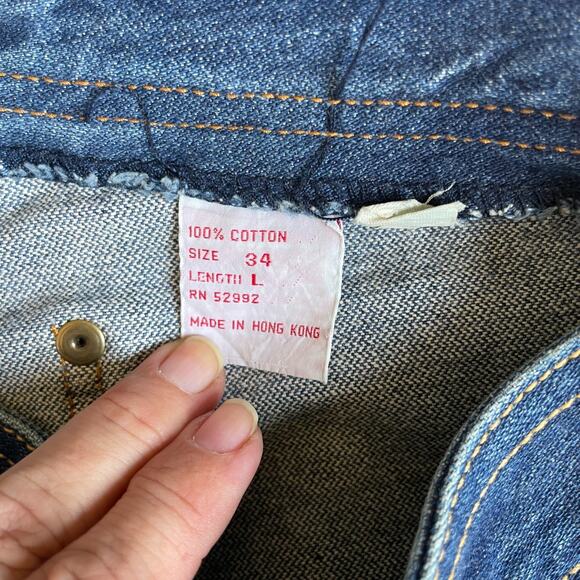 100% COTTON
SIZE 34
LENGTH L
RN 52992
MADE IN HONG KONG